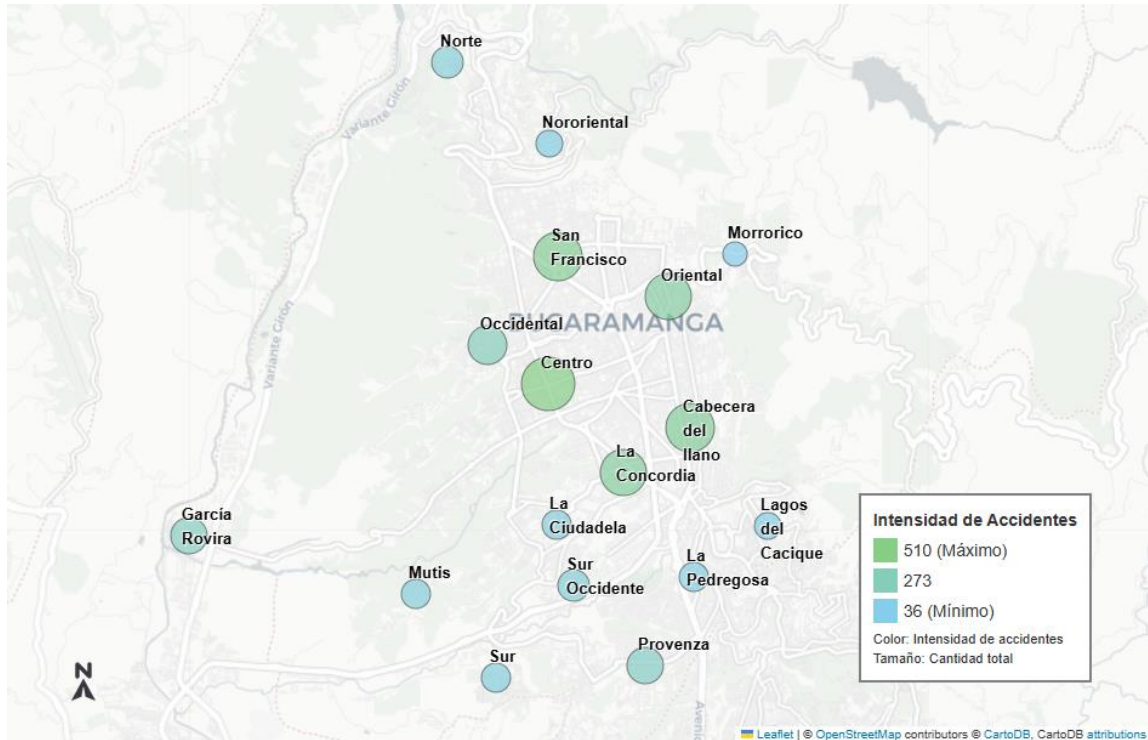 Norte
Variante Girón
Nororiental
San
Francisco
Morrorico
Oriental
BUCARAMANGA
Occidental
Variante Girón
Centro
Cabecera
del
llano
La
Concordia
García
Rovira
La
Ciudadela
Lagos
del
Cacique
Mutis
Sur
Occidente
La
Pedregosa
Sur
Provenza
N
Intensidad de Accidentes
510 (Máximo)
273
36 (Mínimo)
Color: Intensidad de accidentes
Tamaño: Cantidad total
Leaflet | © OpenStreetMap contributors © CartoDB, CartoDB attributions